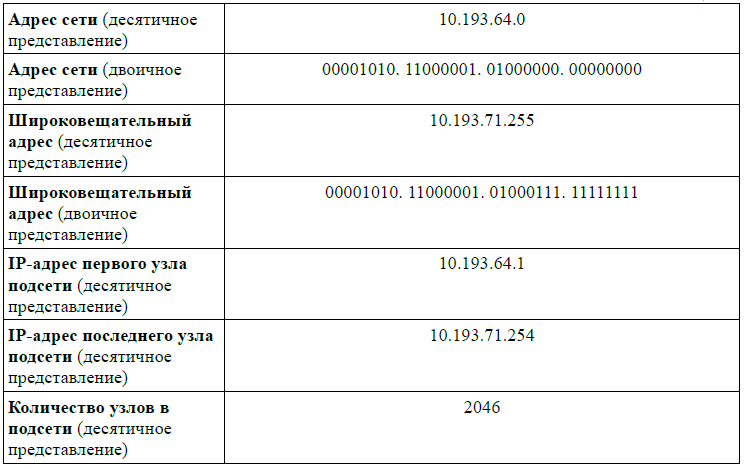 Адрес сети (десятичное
представление)
10.193.64.0
Адрес сети (двоичное
представление)
00001010. 11000001. 01000000. 00000000
Широковещательный
адрес (десятичное
представление)
10.193.71.255
Широковещательный
адрес (двоичное
представление)
00001010. 11000001. 01000111. 11111111
IP-адрес первого узла
подсети (десятичное
представление)
10.193.64.1
IP-адрес последнего узла
подсети (десятичное
представление)
10.193.71.254
Количество узлов в
подсети (десятичное
представление)
2046